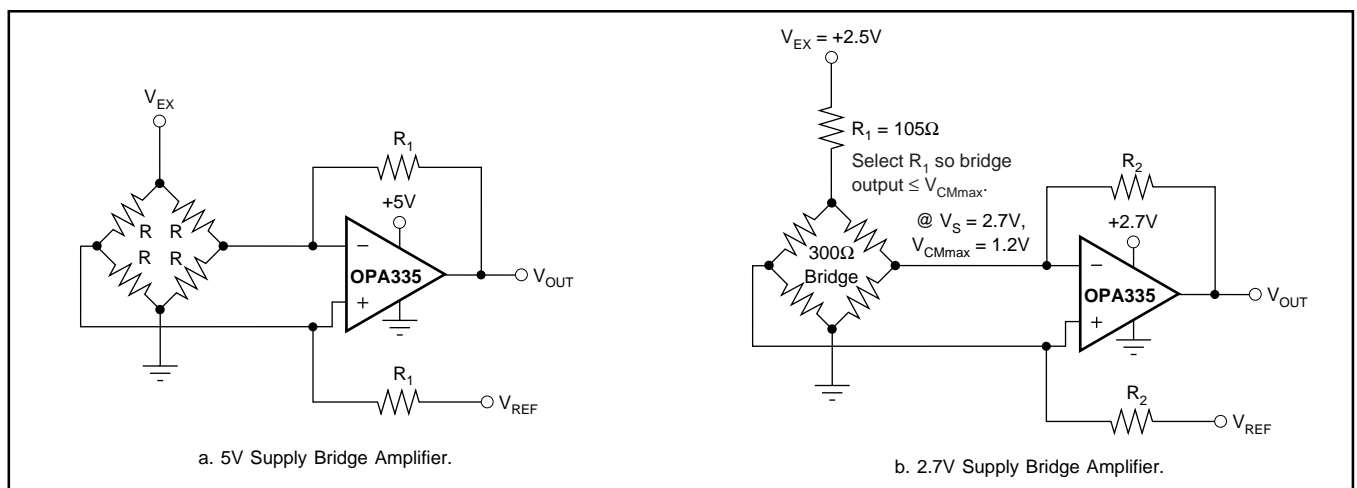 V_EX
R_1
+5V
R
R
R
R
−
OPA335
+
V_OUT
R_1
V_REF
a. 5V Supply Bridge Amplifier.
V_EX = +2.5V
R_1 = 105Ω
Select R_1 so bridge
output ≤ V_CMmax.
@ V_S = 2.7V,
V_CMmax = 1.2V
300Ω
Bridge
R_2
+2.7V
−
OPA335
+
V_OUT
R_2
V_REF
b. 2.7V Supply Bridge Amplifier.